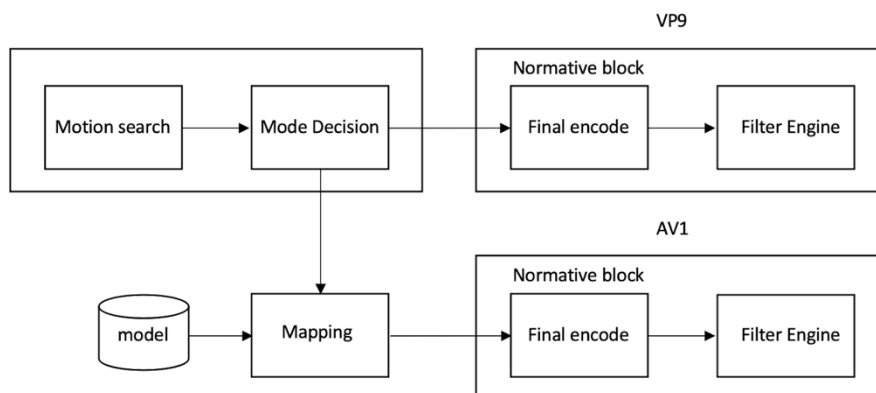 VP9
Normative block
Motion search
Mode Decision
Final encode
Filter Engine
AV1
Normative block
model
Mapping
Final encode
Filter Engine